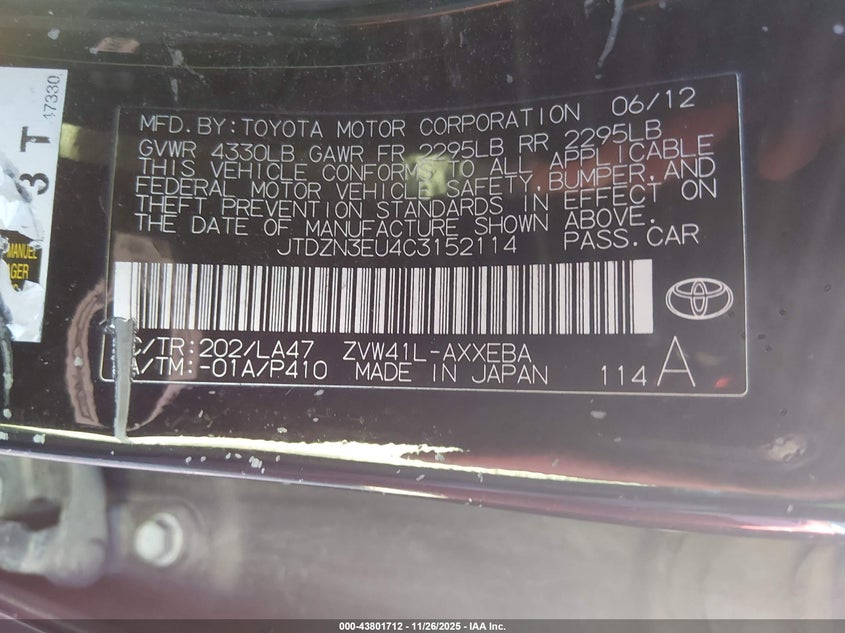 MFD. BY: TOYOTA MOTOR CORPORATION 06/12
GVWR 4330LB GAWR FR 2295LB RR 2295LB
THIS VEHICLE CONFORMS TO ALL APPLICABLE
FEDERAL MOTOR VEHICLE SAFETY, BUMPER, AND
THEFT PREVENTION STANDARDS IN EFFECT ON
THE DATE OF MANUFACTURE SHOWN ABOVE.
JTDZN3EU4C3152114 PASS. CAR
C/TR: 202/LA47 ZVW41L-AXXEBA
A/TM: -01A/P410 MADE IN JAPAN 114 A
3 T
47330
MANUEL
000-43801712 | 11/26/2025 | IAA Inc.